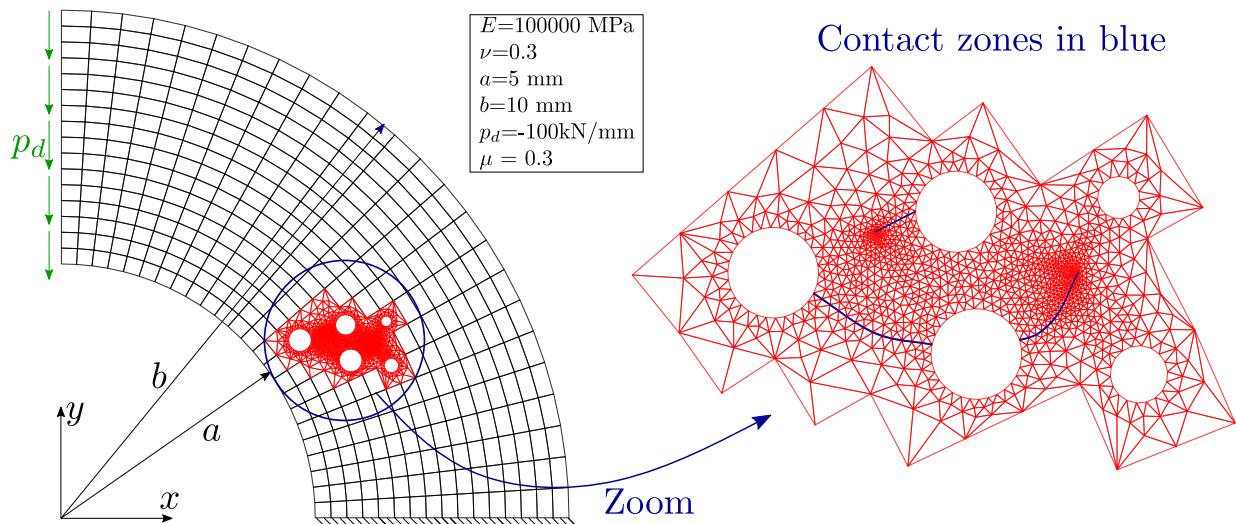 E=100000 MPa
ν=0.3
a=5 mm
b=10 mm
p_d=-100kN/mm
μ = 0.3
Contact zones in blue
p_d
b
a
y
x
Zoom